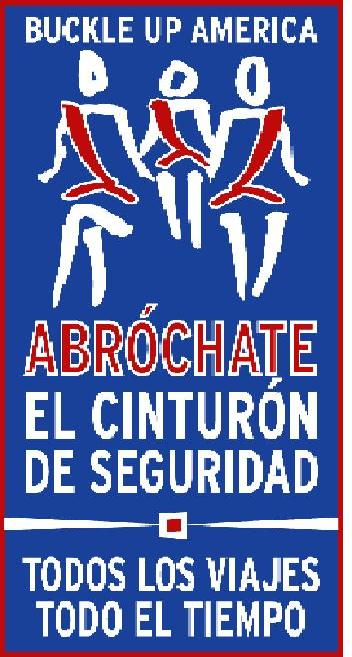 BUCKLE UP AMERICA
ABRÓCHATE
EL CINTURÓN
DE SEGURIDAD
TODOS LOS VIAJES
TODO EL TIEMPO